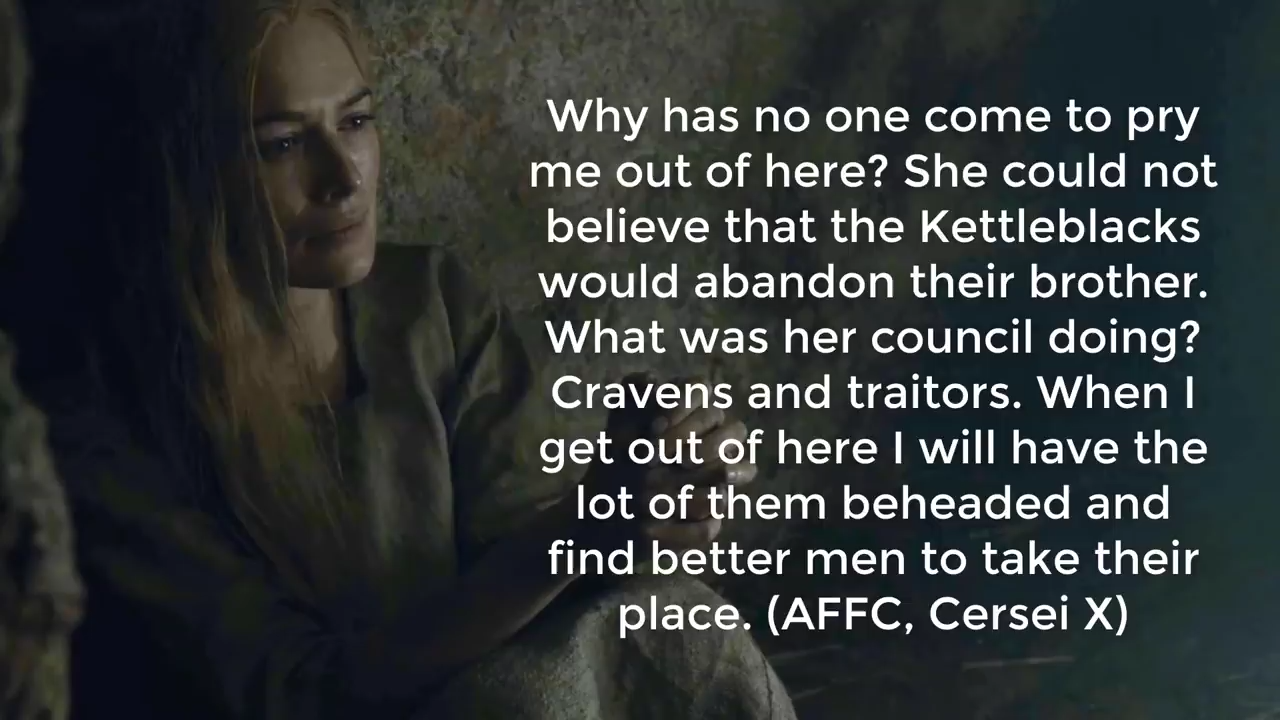 Why has no one come to pry
me out of here? She could not
believe that the Kettleblacks
would abandon their brother.
What was her council doing?
Cravens and traitors. When I
get out of here I will have the
lot of them beheaded and
find better men to take their
place. (AFFC, Cersei X)